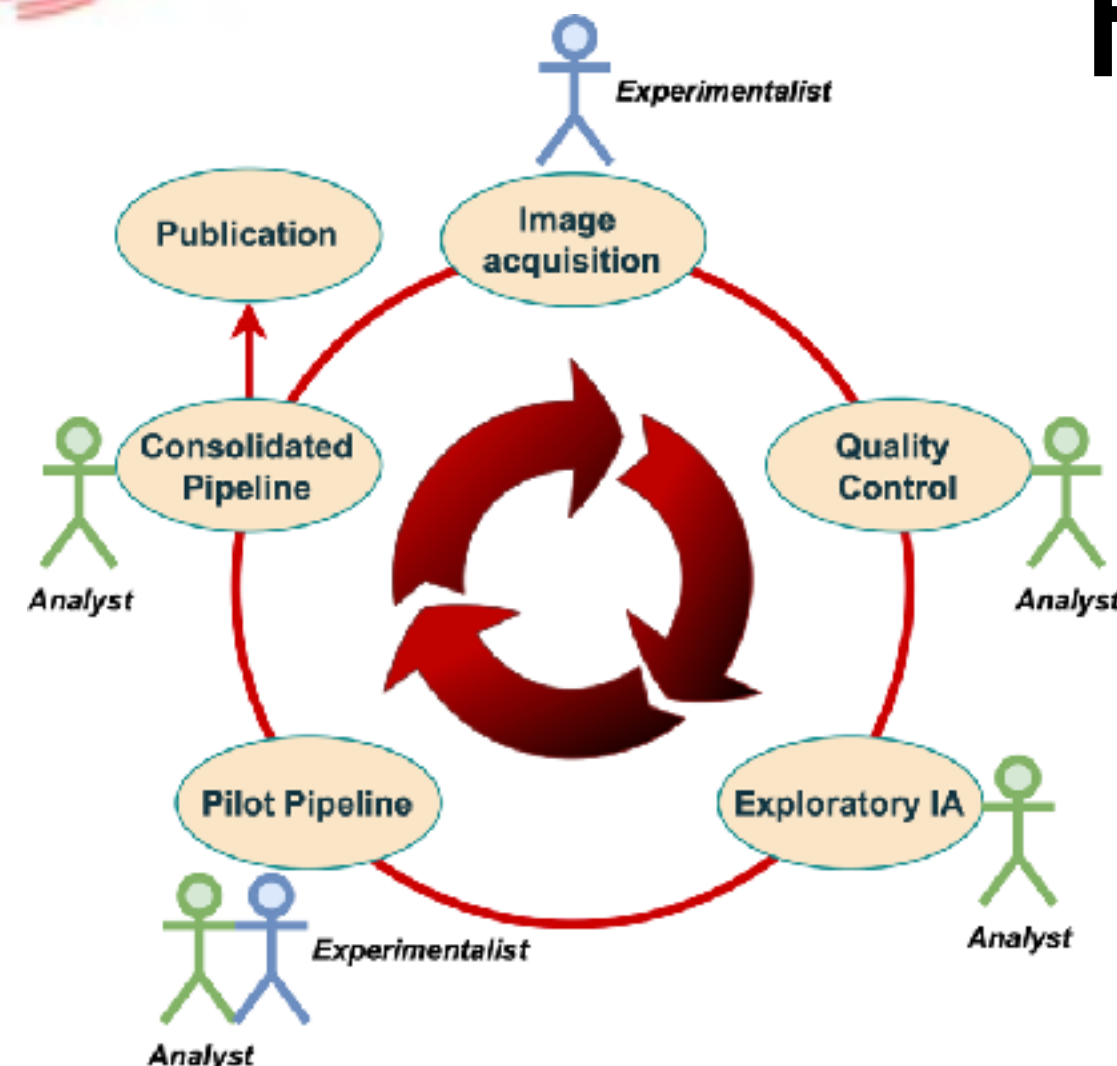 Experimentalist
Publication
Image
acquisition
Consolidated
Pipeline
Quality
Control
Analyst
Analyst
Pilot Pipeline
Exploratory IA
Experimentalist
Analyst
Analyst